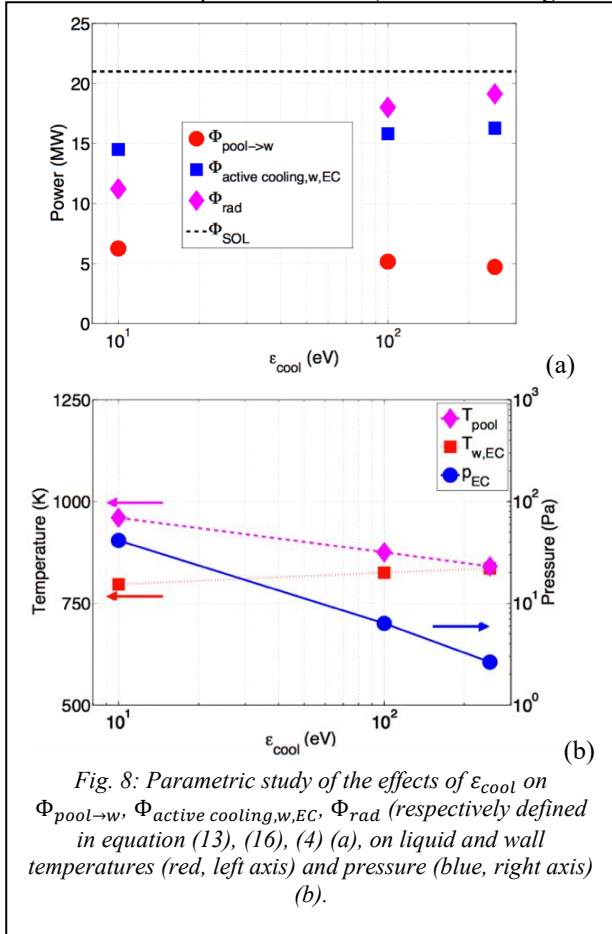 25
20
15
10
5
0
Power (MW)
Φpool->w
Φactive cooling,w,EC
Φrad
ΦSOL
10¹
10²
εcool (eV)
(a)
1250
1000
750
500
Temperature (K)
Tpool
Tw,EC
pEC
10³
10²
10¹
10⁰
Pressure (Pa)
10¹
10²
εcool (eV)
(b)
Fig. 8: Parametric study of the effects of εcool on
Φpool→w, Φactive cooling,w,EC, Φrad (respectively defined
in equation (13), (16), (4) (a), on liquid and wall
temperatures (red, left axis) and pressure (blue, right axis)
(b).